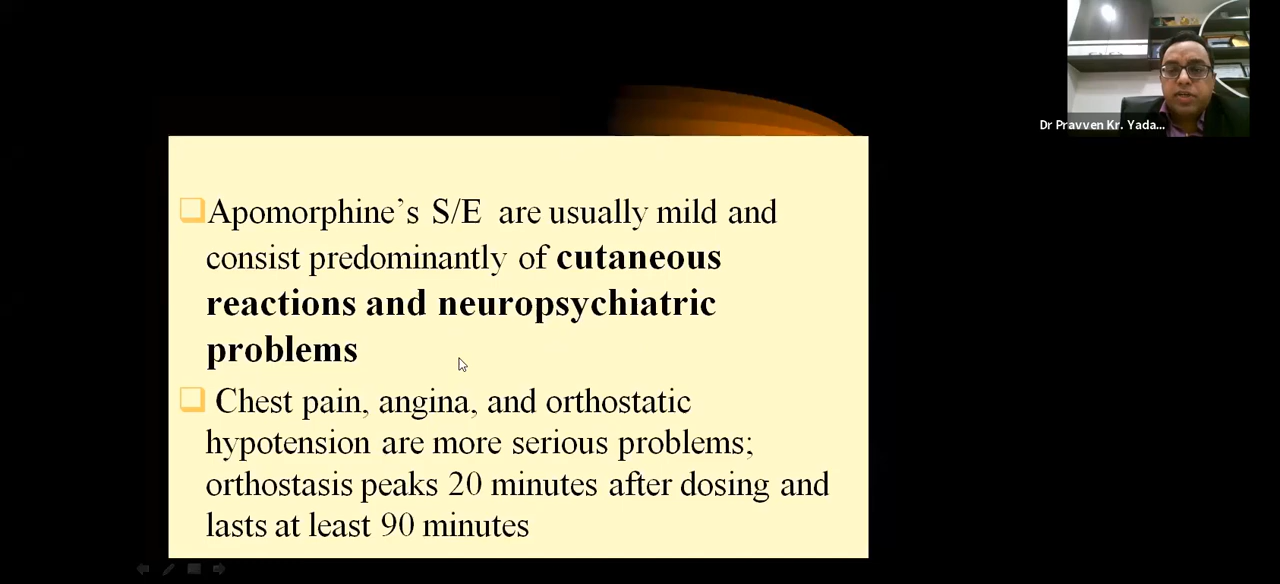 Dr Pravven Kr. Yada...
Apomorphine's S/E are usually mild and
consist predominantly of cutaneous
reactions and neuropsychiatric
problems
Chest pain, angina, and orthostatic
hypotension are more serious problems;
orthostasis peaks 20 minutes after dosing and
lasts at least 90 minutes